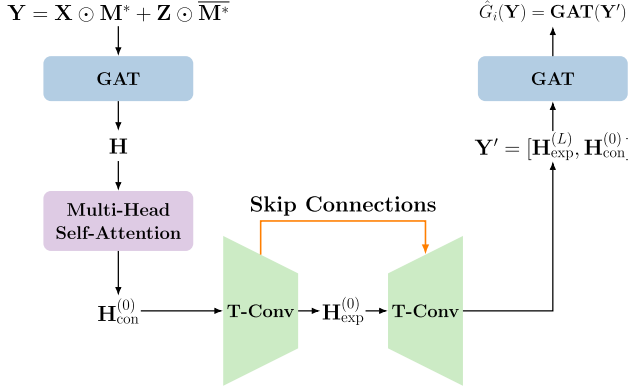 Y = X ⊙ M* + Z ⊙ M̅*̅
GAT
H
Multi-Head
Self-Attention
H_con^(0)
T-Conv
Skip Connections
H_exp^(0)
T-Conv
Y′ = [H_exp^(L), H_con^(0)]
GAT
Ĝ_i(Y) = GAT(Y′)